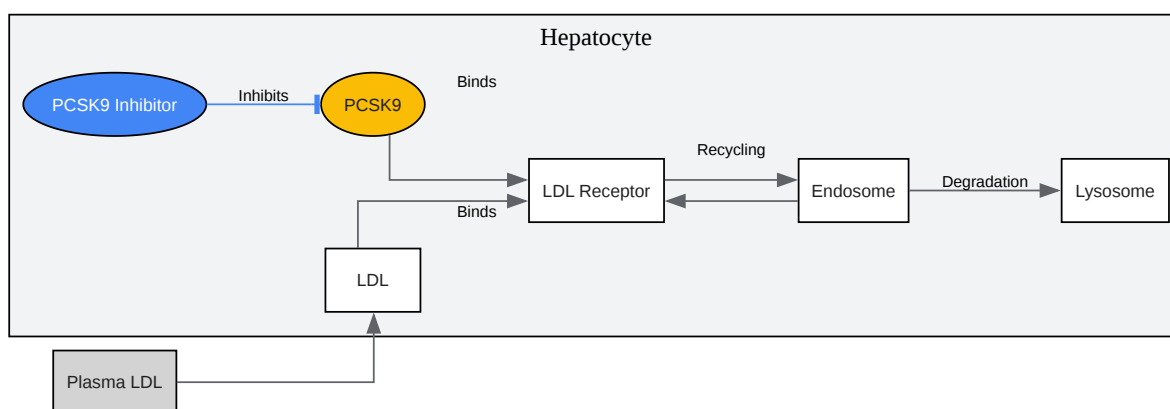 Hepatocyte
PCSK9 Inhibitor
Inhibits
PCSK9
Binds
Recycling
LDL Receptor
Endosome
Degradation
Lysosome
Binds
LDL
Plasma LDL